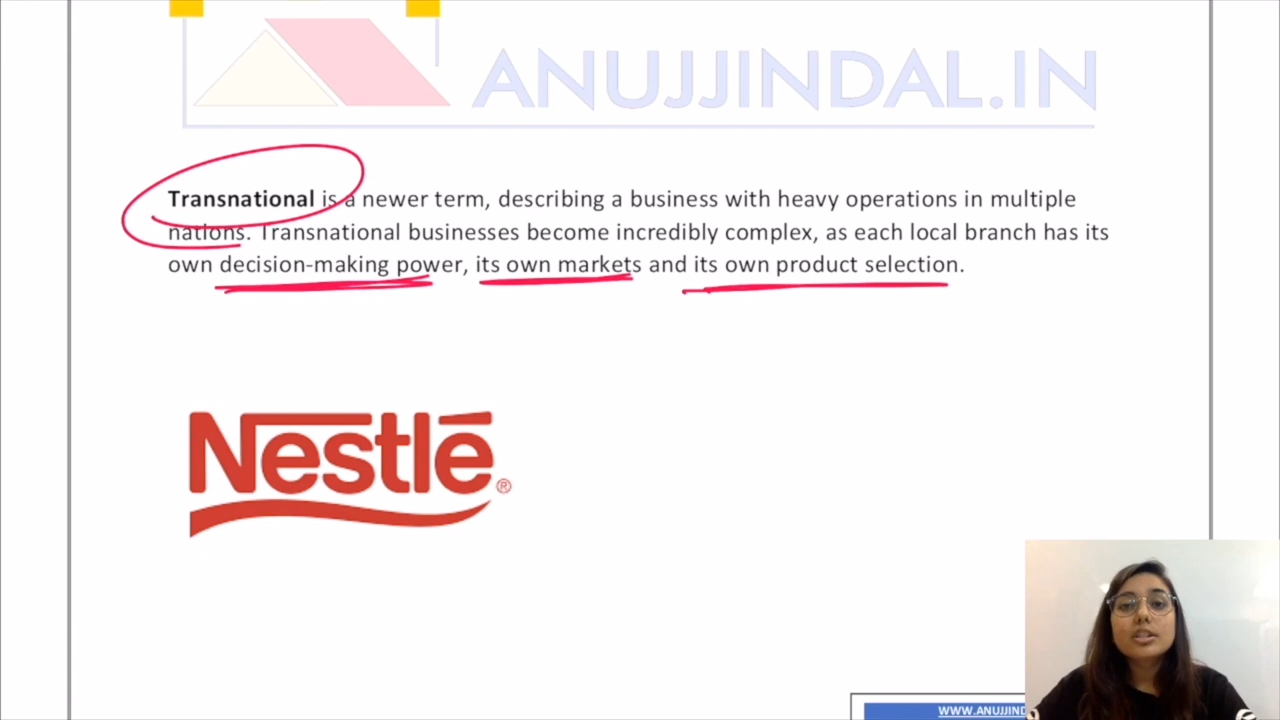 ANUJJINDAL.IN
Transnational is a newer term, describing a business with heavy operations in multiple
nations. Transnational businesses become incredibly complex, as each local branch has its
own decision-making power, its own markets and its own product selection.
Nestlé®